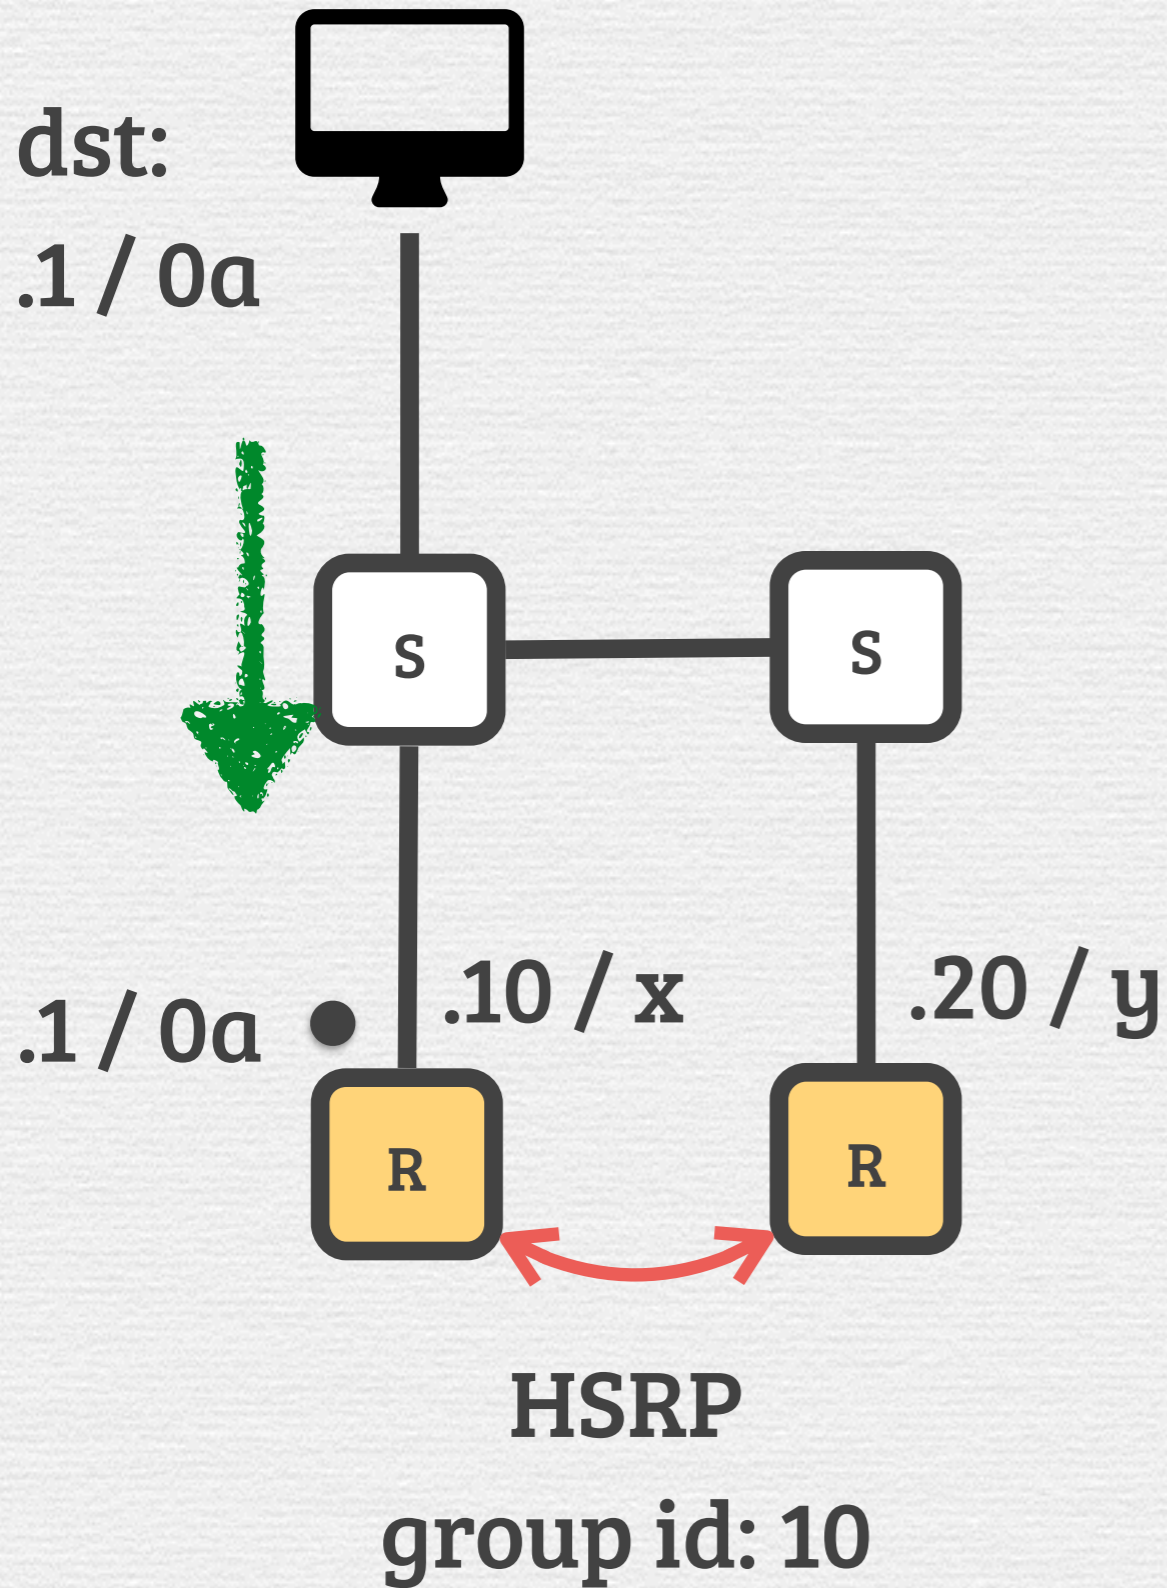 dst:
.1 / 0a
S
S
.10 / x
.20 / y
.1 / 0a
R
R
HSRP
group id: 10